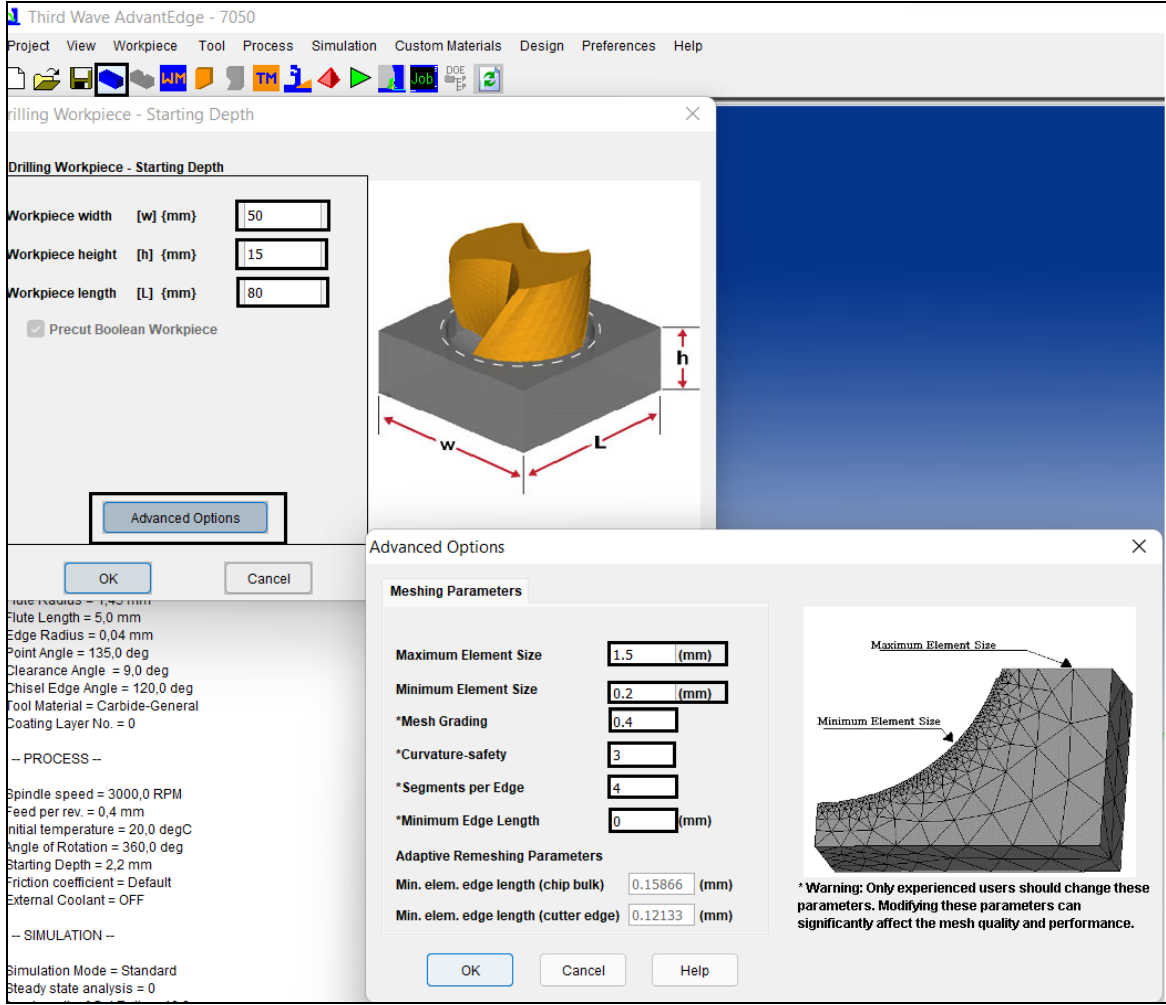 Third Wave AdvantEdge - 7050
Project View Workpiece Tool Process Simulation Custom Materials Design Preferences Help
WM TM Job DOE
rilling Workpiece - Starting Depth
Drilling Workpiece - Starting Depth
Workpiece width [w] {mm} 50
Workpiece height [h] {mm} 15
Workpiece length [L] {mm} 80
Precut Boolean Workpiece
h
w
L
Advanced Options
OK Cancel
Flute Length = 5,0 mm
Edge Radius = 0,04 mm
Point Angle = 135,0 deg
Clearance Angle = 9,0 deg
Chisel Edge Angle = 120,0 deg
Tool Material = Carbide-General
Coating Layer No. = 0
-- PROCESS --
Spindle speed = 3000,0 RPM
Feed per rev. = 0,4 mm
nitial temperature = 20,0 degC
Angle of Rotation = 360,0 deg
Starting Depth = 2,2 mm
Friction coefficient = Default
External Coolant = OFF
-- SIMULATION --
Simulation Mode = Standard
Steady state analysis = 0
Advanced Options
Meshing Parameters
Maximum Element Size 1.5 (mm)
Minimum Element Size 0.2 (mm)
*Mesh Grading 0.4
*Curvature-safety 3
*Segments per Edge 4
*Minimum Edge Length 0 (mm)
Adaptive Remeshing Parameters
Min. elem. edge length (chip bulk) 0.15866 (mm)
Min. elem. edge length (cutter edge) 0.12133 (mm)
OK Cancel Help
Maximum Element Size
Minimum Element Size
* Warning: Only experienced users should change these
parameters. Modifying these parameters can
significantly affect the mesh quality and performance.